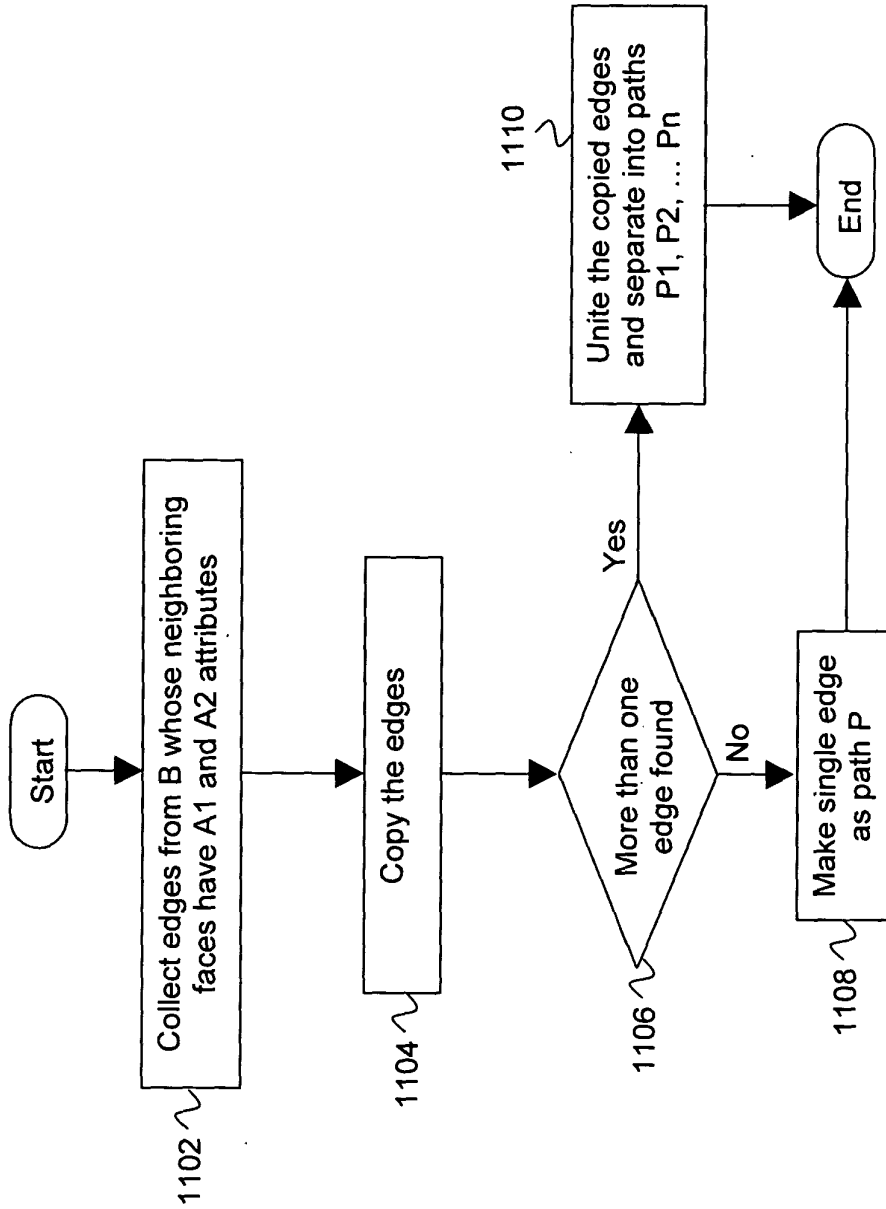 Start
1102
Collect edges from B whose neighboring
faces have A1 and A2 attributes
1104
Copy the edges
1106
More than one
edge found
Yes
No
1110
Unite the copied edges
and separate into paths
P1, P2, ... Pn
1108
Make single edge
as path P
End